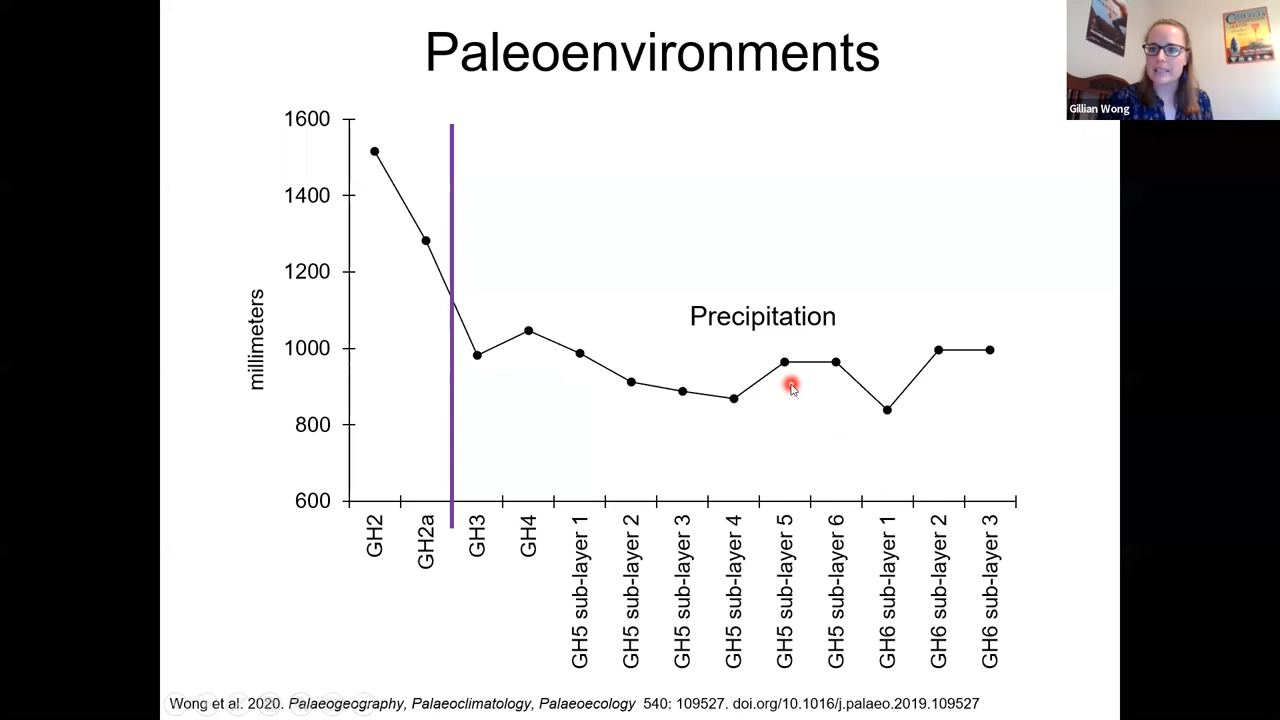 Paleoenvironments
Gillian Wong
1600
1400
1200
1000
800
600
millimeters
Precipitation
GH2
GH2a
GH3
GH4
GH5 sub-layer 1
GH5 sub-layer 2
GH5 sub-layer 3
GH5 sub-layer 4
GH5 sub-layer 5
GH5 sub-layer 6
GH6 sub-layer 1
GH6 sub-layer 2
GH6 sub-layer 3
Wong et al. 2020. Palaeogeography, Palaeoclimatology, Palaeoecology 540: 109527. doi.org/10.1016/j.palaeo.2019.109527